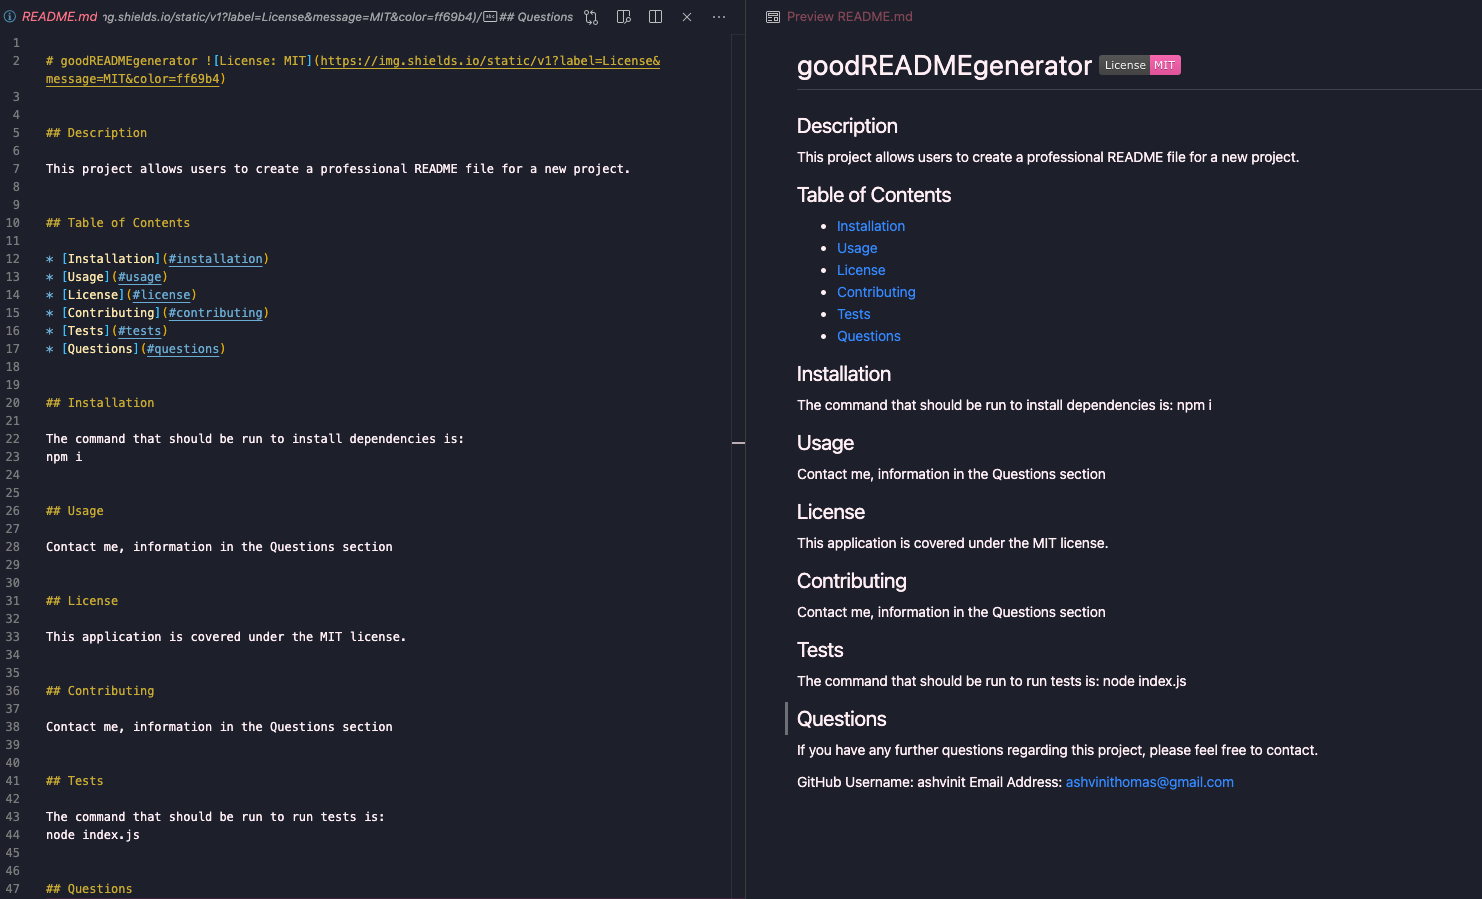 README.md ng.shields.io/static/v1?label=License&message=MIT&color=ff69b4)/ abc ## Questions
1
2 # goodREADMEgenerator ![License: MIT](https://img.shields.io/static/v1?label=License&
message=MIT&color=ff69b4)
3
4
5 ## Description
6
7 This project allows users to create a professional README file for a new project.
8
9
10 ## Table of Contents
11
12 * [Installation](#installation)
13 * [Usage](#usage)
14 * [License](#license)
15 * [Contributing](#contributing)
16 * [Tests](#tests)
17 * [Questions](#questions)
18
19
20 ## Installation
21
22 The command that should be run to install dependencies is:
23 npm i
24
25
26 ## Usage
27
28 Contact me, information in the Questions section
29
30
31 ## License
32
33 This application is covered under the MIT license.
34
35
36 ## Contributing
37
38 Contact me, information in the Questions section
39
40
41 ## Tests
42
43 The command that should be run to run tests is:
44 node index.js
45
46
47 ## Questions
Preview README.md
goodREADMEgenerator License MIT
Description
This project allows users to create a professional README file for a new project.
Table of Contents
• Installation
• Usage
• License
• Contributing
• Tests
• Questions
Installation
The command that should be run to install dependencies is: npm i
Usage
Contact me, information in the Questions section
License
This application is covered under the MIT license.
Contributing
Contact me, information in the Questions section
Tests
The command that should be run to run tests is: node index.js
Questions
If you have any further questions regarding this project, please feel free to contact.
GitHub Username: ashvinit Email Address: ashvinithomas@gmail.com